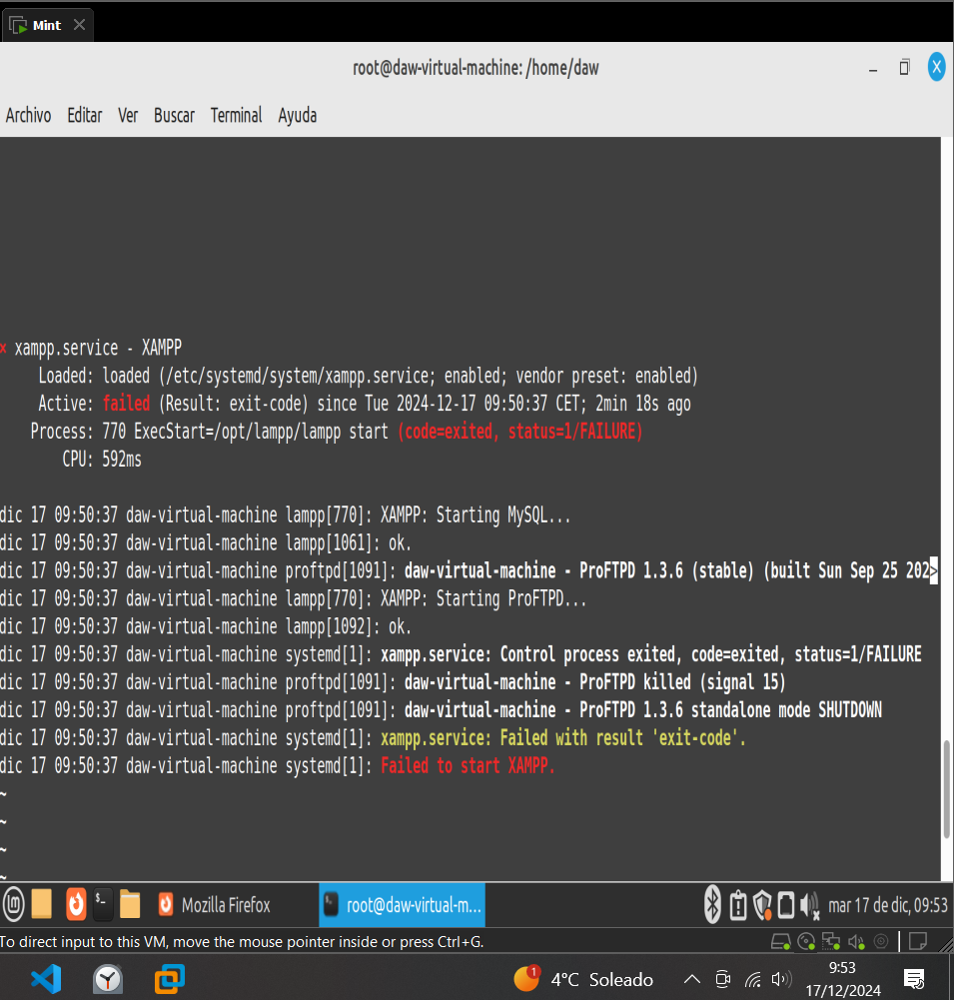 Mint
root@daw-virtual-machine: /home/daw
Archivo Editar Ver Buscar Terminal Ayuda
× xampp.service - XAMPP
Loaded: loaded (/etc/systemd/system/xampp.service; enabled; vendor preset: enabled)
Active: failed (Result: exit-code) since Tue 2024-12-17 09:50:37 CET; 2min 18s ago
Process: 770 ExecStart=/opt/lampp/lampp start (code=exited, status=1/FAILURE)
CPU: 592ms
dic 17 09:50:37 daw-virtual-machine lampp[770]: XAMPP: Starting MySQL...
dic 17 09:50:37 daw-virtual-machine lampp[1061]: ok.
dic 17 09:50:37 daw-virtual-machine proftpd[1091]: daw-virtual-machine - ProFTPD 1.3.6 (stable) (built Sun Sep 25 202>
dic 17 09:50:37 daw-virtual-machine lampp[770]: XAMPP: Starting ProFTPD...
dic 17 09:50:37 daw-virtual-machine lampp[1092]: ok.
dic 17 09:50:37 daw-virtual-machine systemd[1]: xampp.service: Control process exited, code=exited, status=1/FAILURE
dic 17 09:50:37 daw-virtual-machine proftpd[1091]: daw-virtual-machine - ProFTPD killed (signal 15)
dic 17 09:50:37 daw-virtual-machine proftpd[1091]: daw-virtual-machine - ProFTPD 1.3.6 standalone mode SHUTDOWN
dic 17 09:50:37 daw-virtual-machine systemd[1]: xampp.service: Failed with result 'exit-code'.
dic 17 09:50:37 daw-virtual-machine systemd[1]: Failed to start XAMPP.
~
~
~
~
Mozilla Firefox root@daw-virtual-m... mar 17 de dic, 09:53
To direct input to this VM, move the mouse pointer inside or press Ctrl+G.
1 4°C Soleado 9:53
17/12/2024